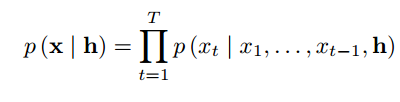 p (x | h) = ∏_{t=1}^{T} p (x_t | x_1, . . . , x_{t−1}, h)